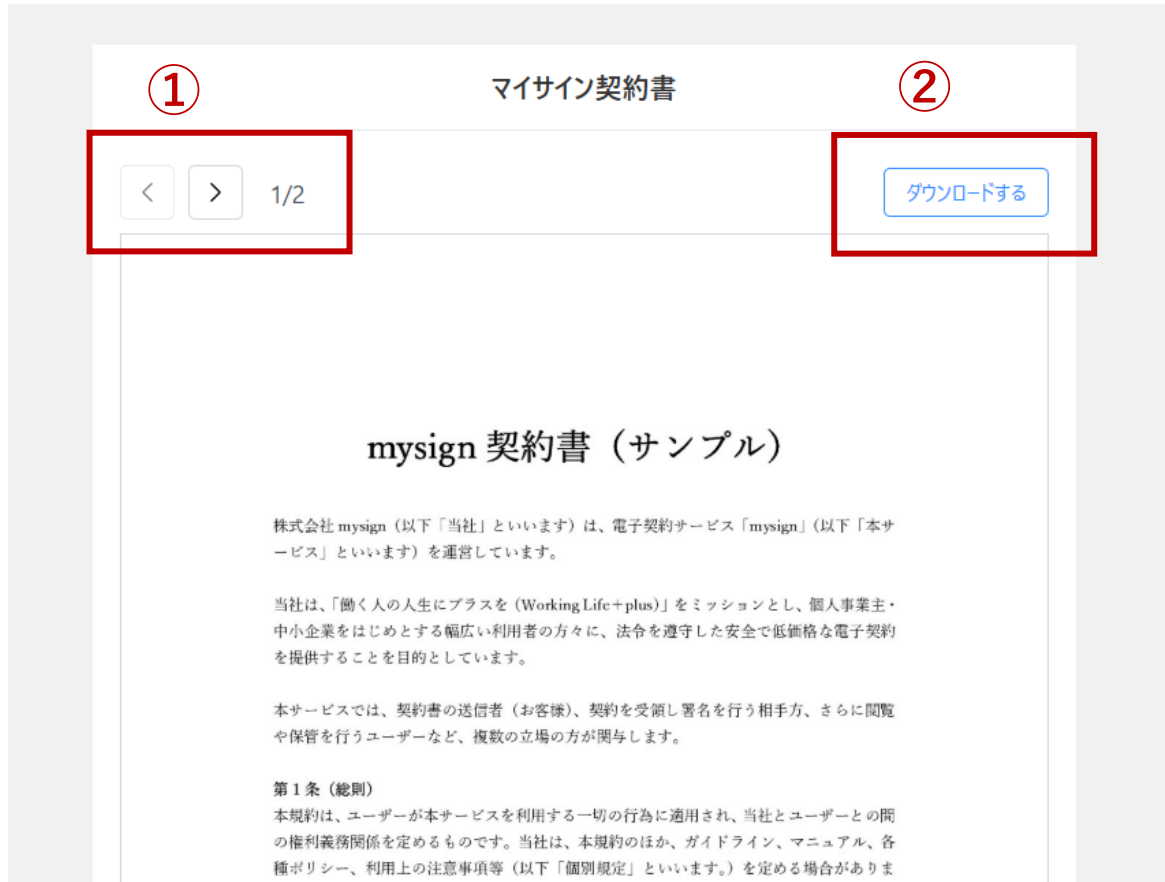 ①
マイサイン契約書
②
1/2
ダウンロードする
mysign 契約書（サンプル）
株式会社 mysign（以下「当社」といいます）は、電子契約サービス「mysign」（以下「本サ
ービス」といいます）を運営しています。
当社は、「働く人の人生にプラスを (Working Life+plus)」をミッションとし、個人事業主・
中小企業をはじめとする幅広い利用者の方々に、法令を遵守した安全で低価格な電子契約
を提供することを目的としています。
本サービスでは、契約書の送信者（お客様）、契約を受領し署名を行う相手方、さらに閲覧
や保管を行うユーザーなど、複数の立場の方が関与します。
第 1 条（総則）
本規約は、ユーザーが本サービスを利用する一切の行為に適用され、当社とユーザーとの間
の権利義務関係を定めるものです。当社は、本規約のほか、ガイドライン、マニュアル、各
種ポリシー、利用上の注意事項等（以下「個別規定」といいます。）を定める場合がありま